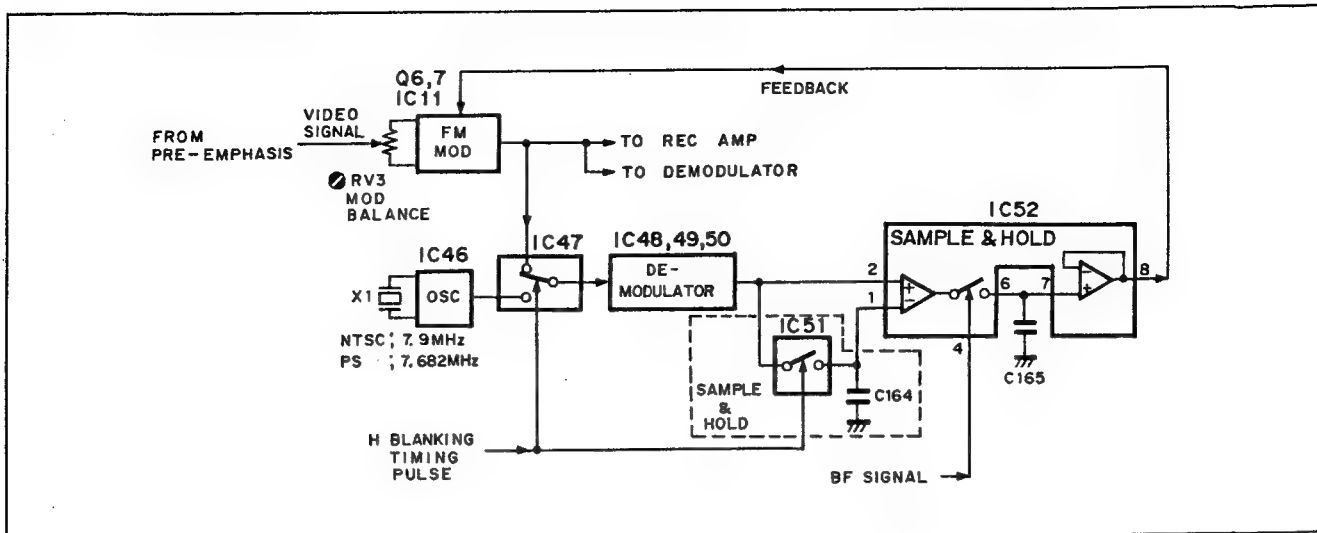 Q6,7
IC11
FEEDBACK
VIDEO
SIGNAL
FROM
PRE-EMPHASIS
FM
MOD
TO REC AMP
TO DEMODULATOR
RV3
MOD
BALANCE
IC46
X1
OSC
NTSC ; 7.9MHz
PS ; 7.682MHz
IC47
IC48,49,50
DE-
MODULATOR
IC51
SAMPLE
&
HOLD
C164
IC52
SAMPLE & HOLD
2
+
1
-
6
7
-
+
8
4
C165
H BLANKING
TIMING
PULSE
BF SIGNAL